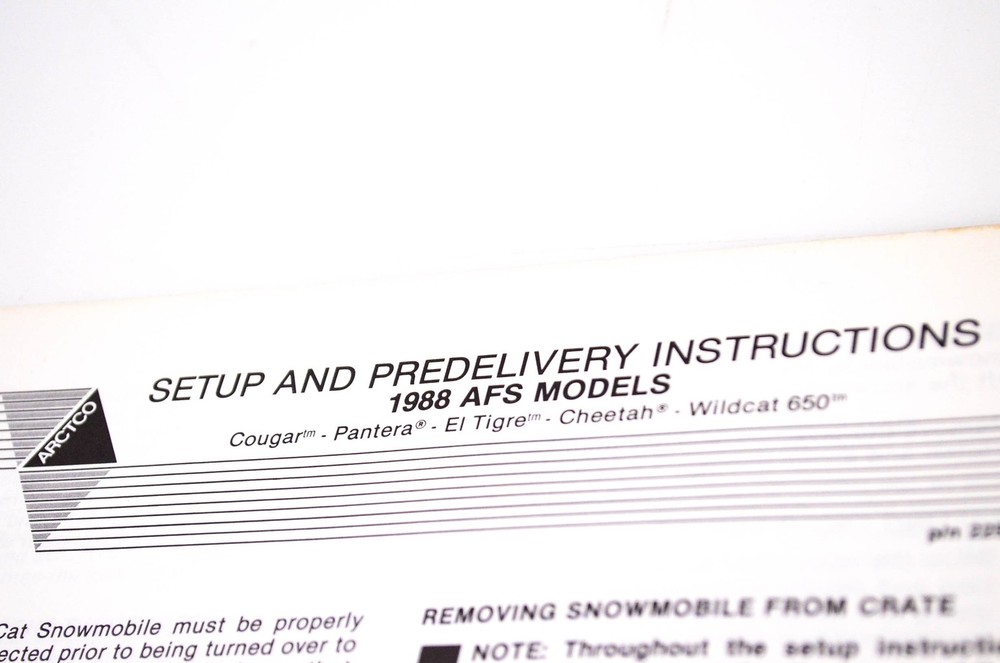 SETUP AND PREDELIVERY INSTRUCTIONS
1988 AFS MODELS
Cougar™ - Pantera® - El Tigre™ - Cheetah® - Wildcat 650™
ARCTCO
p/n
Cat Snowmobile must be properly
prior to being turned over to
REMOVING SNOWMOBILE FROM CRATE
NOTE: Throughout the setup